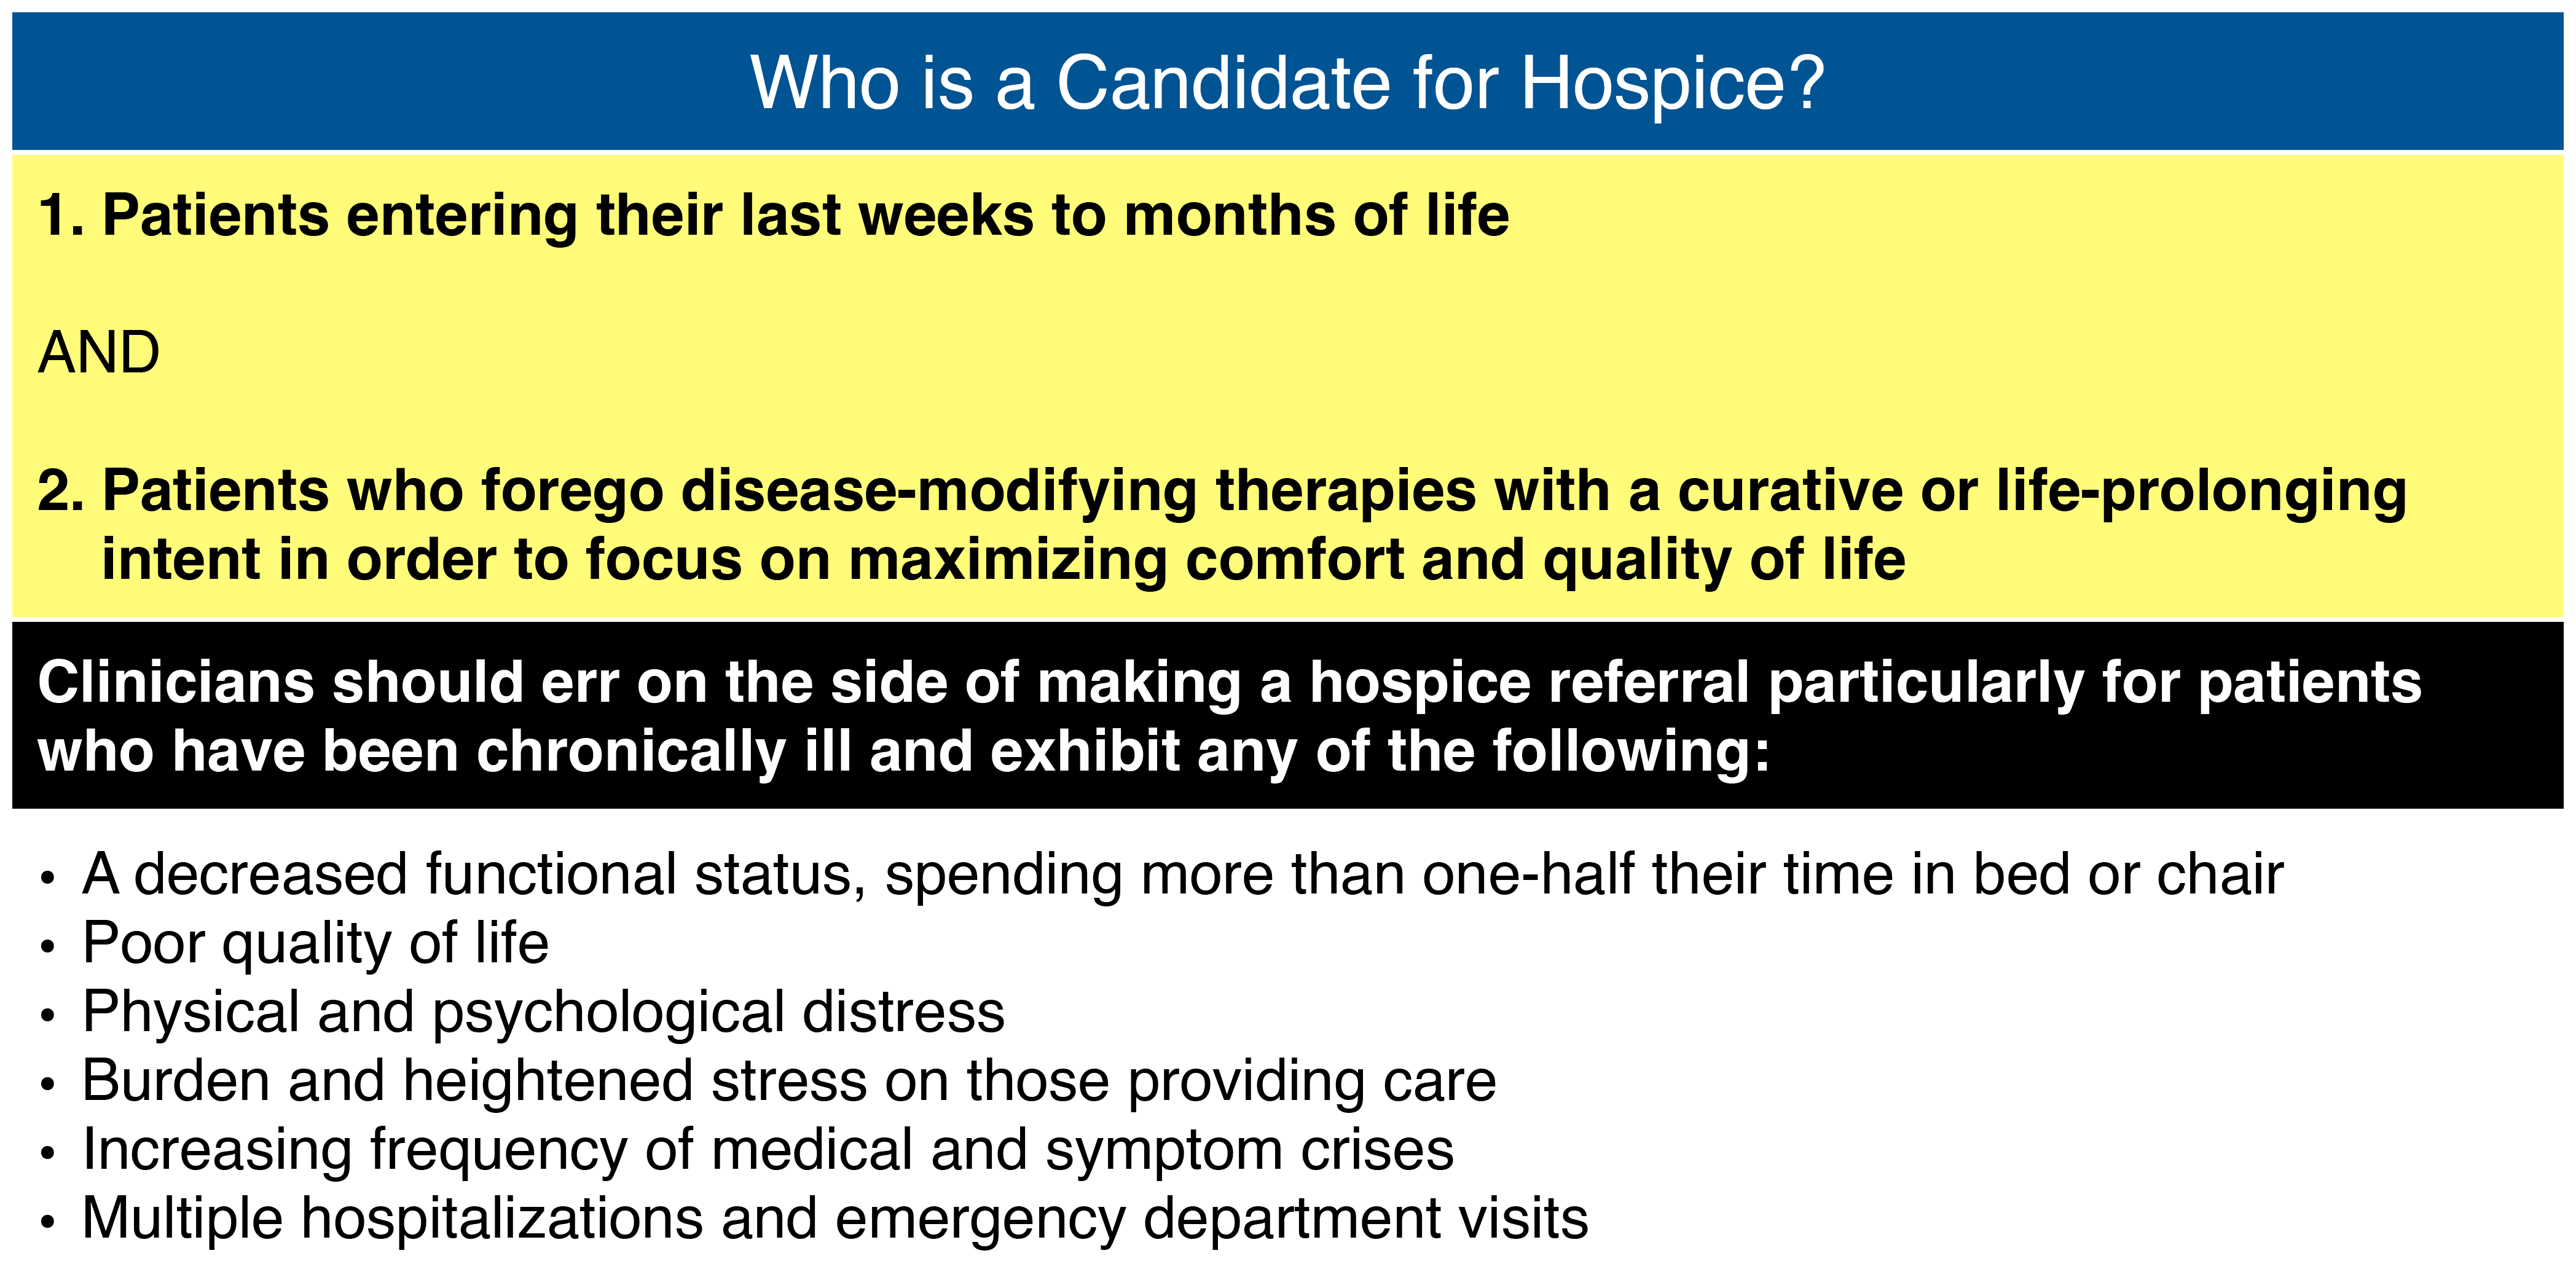 Who is a Candidate for Hospice?
1. Patients entering their last weeks to months of life
AND
2. Patients who forego disease-modifying therapies with a curative or life-prolonging
intent in order to focus on maximizing comfort and quality of life
Clinicians should err on the side of making a hospice referral particularly for patients
who have been chronically ill and exhibit any of the following:
• A decreased functional status, spending more than one-half their time in bed or chair
• Poor quality of life
• Physical and psychological distress
• Burden and heightened stress on those providing care
• Increasing frequency of medical and symptom crises
• Multiple hospitalizations and emergency department visits